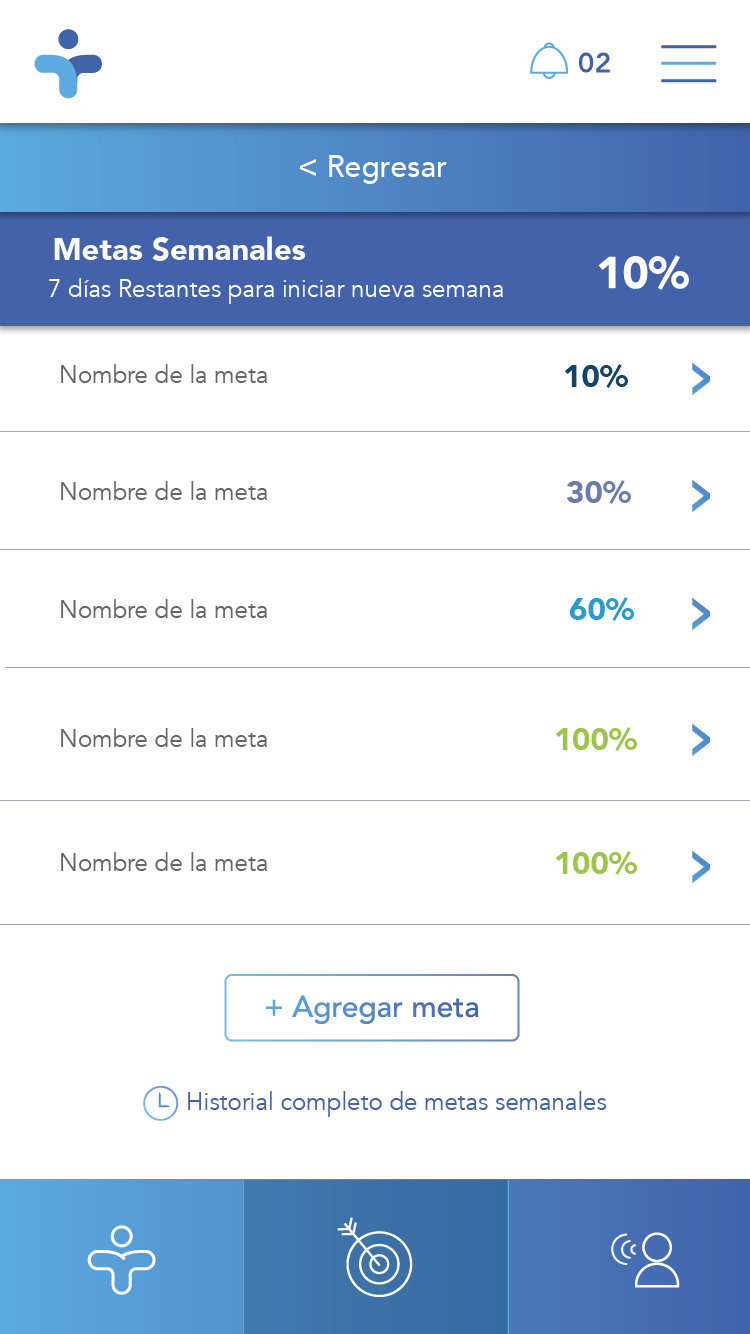 02
< Regresar
Metas Semanales
7 días Restantes para iniciar nueva semana
10%
Nombre de la meta 10% >
Nombre de la meta 30% >
Nombre de la meta 60% >
Nombre de la meta 100% >
Nombre de la meta 100% >
+ Agregar meta
Historial completo de metas semanales